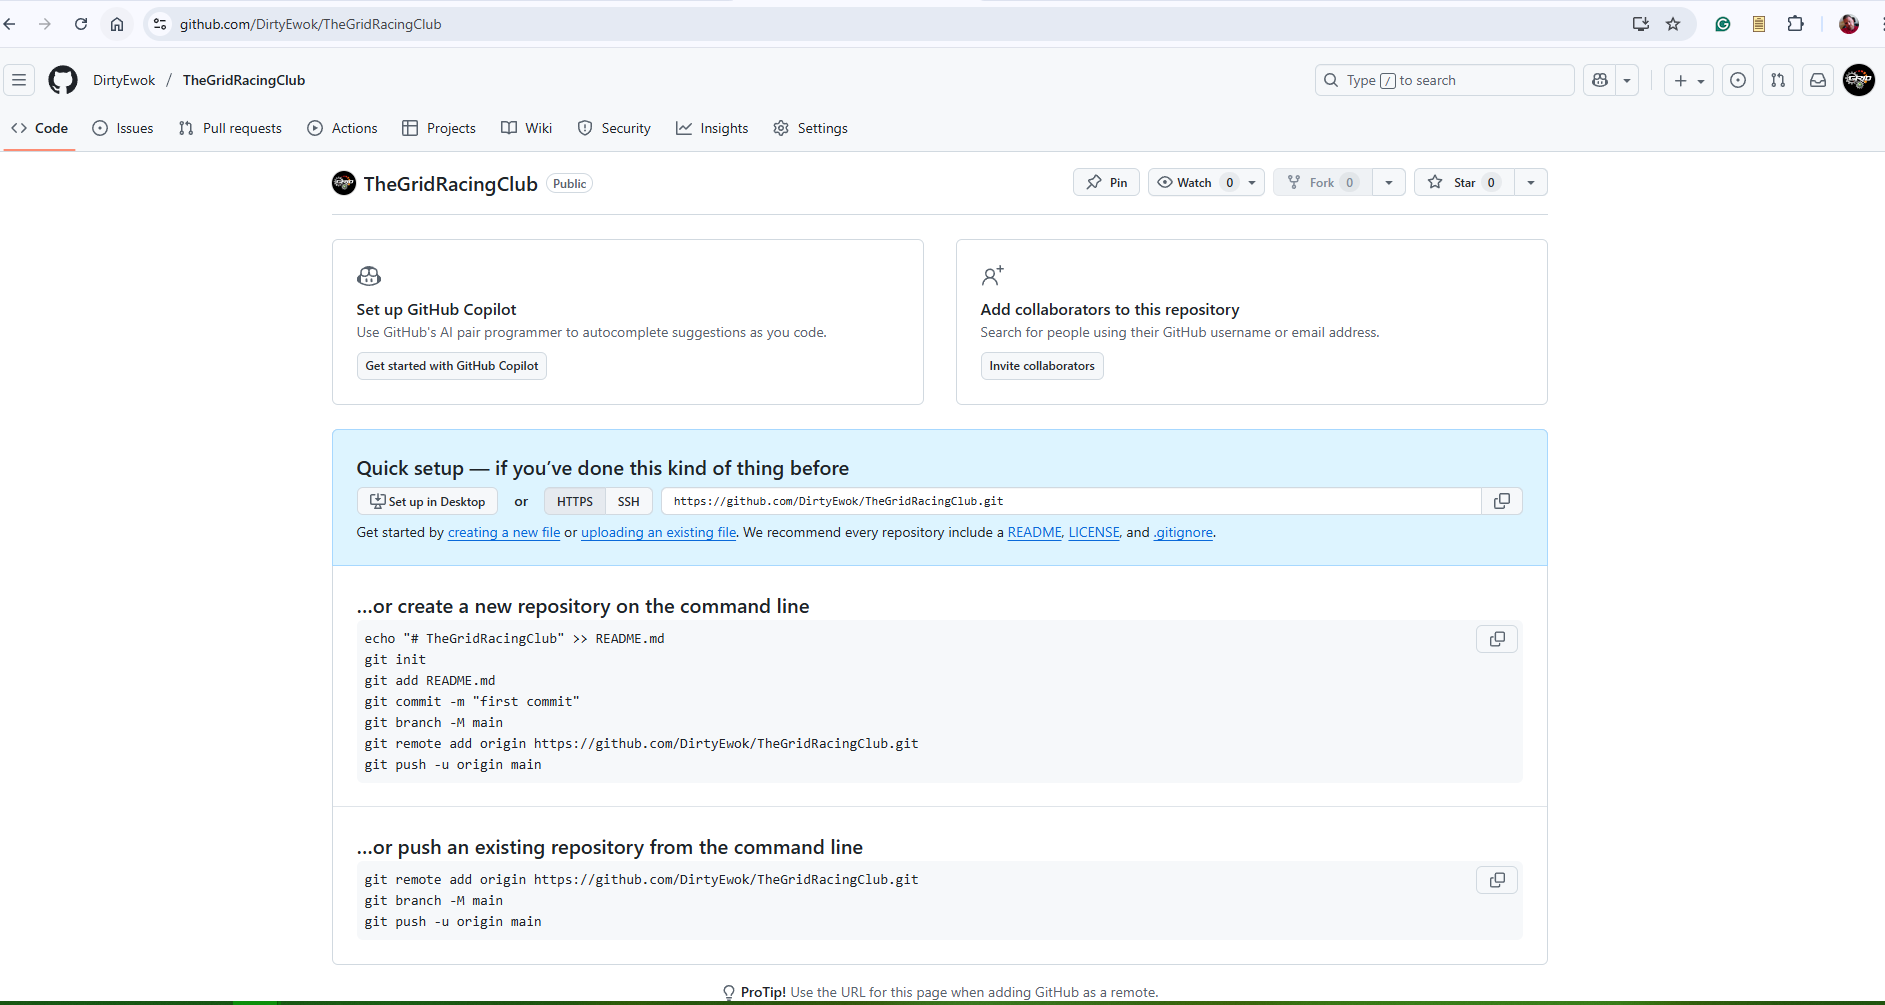 github.com/DirtyEwok/TheGridRacingClub
DirtyEwok / TheGridRacingClub
Type / to search
Code Issues Pull requests Actions Projects Wiki Security Insights Settings
TheGridRacingClub Public
Pin Watch 0 Fork 0 Star 0
Set up GitHub Copilot
Use GitHub's AI pair programmer to autocomplete suggestions as you code.
Get started with GitHub Copilot
Add collaborators to this repository
Search for people using their GitHub username or email address.
Invite collaborators
Quick setup — if you've done this kind of thing before
Set up in Desktop or HTTPS SSH https://github.com/DirtyEwok/TheGridRacingClub.git
Get started by creating a new file or uploading an existing file. We recommend every repository include a README, LICENSE, and .gitignore.
…or create a new repository on the command line
echo "# TheGridRacingClub" >> README.md
git init
git add README.md
git commit -m "first commit"
git branch -M main
git remote add origin https://github.com/DirtyEwok/TheGridRacingClub.git
git push -u origin main
…or push an existing repository from the command line
git remote add origin https://github.com/DirtyEwok/TheGridRacingClub.git
git branch -M main
git push -u origin main
ProTip! Use the URL for this page when adding GitHub as a remote.